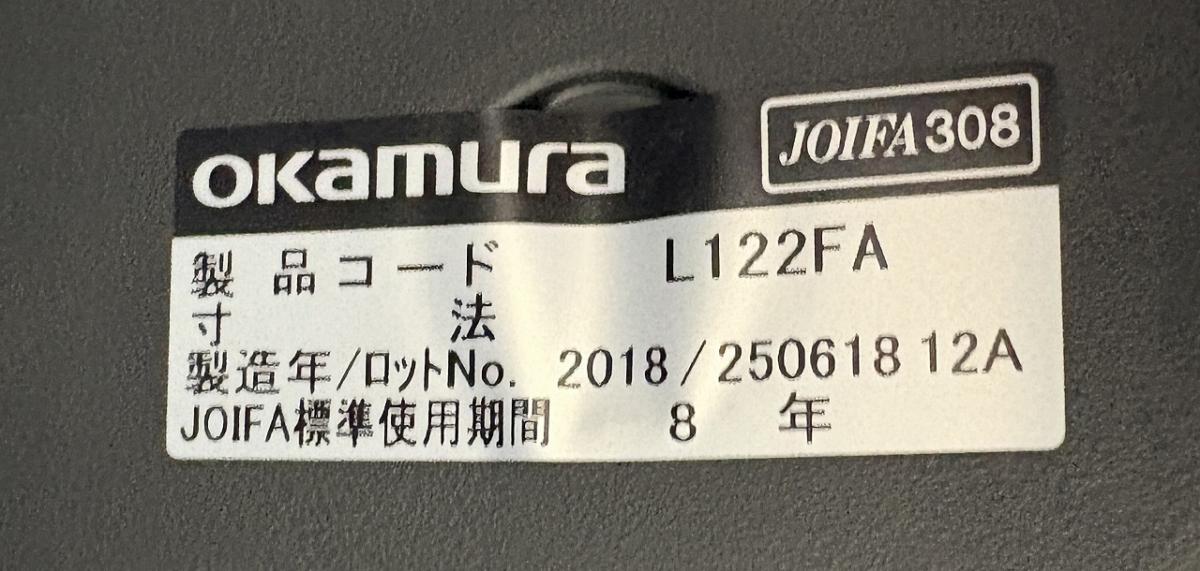 okamura JOIFA308
製品コード L122FA
寸法
製造年/ロットNo. 2018/250618 12A
JOIFA標準使用期間 8 年